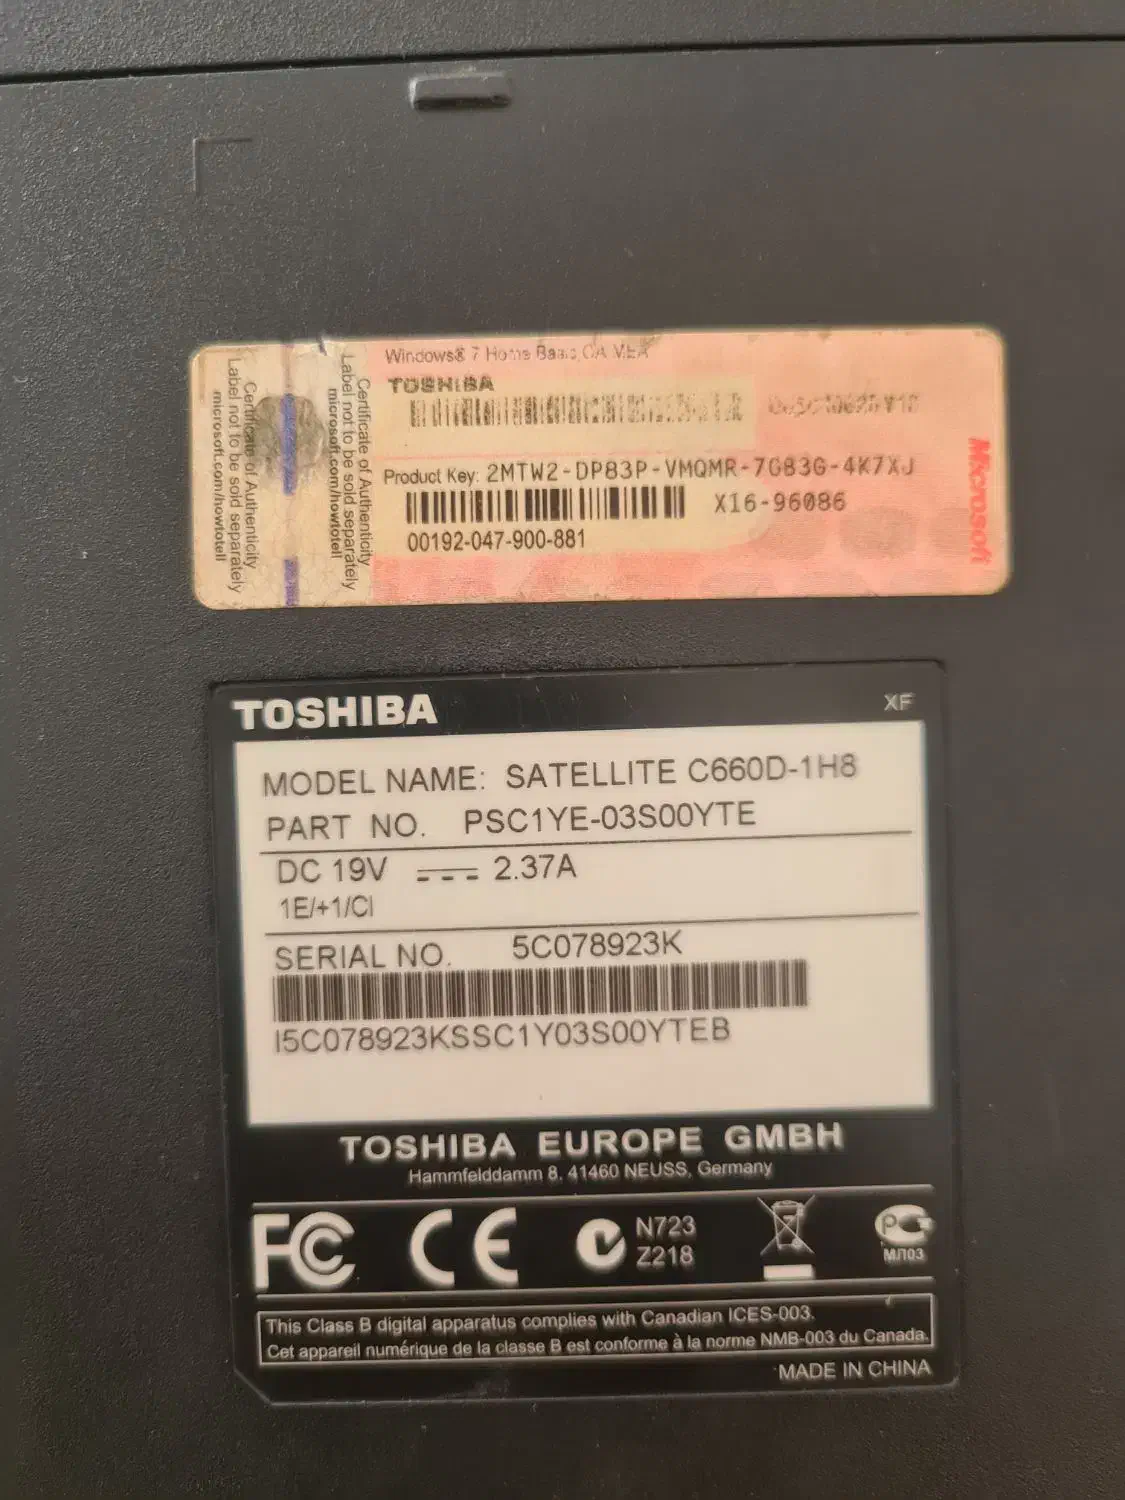 Certificate of Authenticity
Label not to be sold separately
microsoft.com/howtotell
Certificate of Authenticity
Label not to be sold separately
microsoft.com/howtotell
Windows® 7 Home Basic OA MEA
TOSHIBA
Product Key: 2MTW2-DP83P-VMQMR-7G83G-4K7XJ
X16-96086
00192-047-900-881
Microsoft
TOSHIBA
XF
MODEL NAME: SATELLITE C660D-1H8
PART NO. PSC1YE-03S00YTE
DC 19V 2.37A
1E/+1/CI
SERIAL NO. 5C078923K
I5C078923KSSC1Y03S00YTEB
TOSHIBA EUROPE GMBH
Hammfelddamm 8, 41460 NEUSS, Germany
FC CE N723
Z218
МЛ03
This Class B digital apparatus complies with Canadian ICES-003.
Cet appareil numérique de la classe B est conforme à la norme NMB-003 du Canada.
MADE IN CHINA